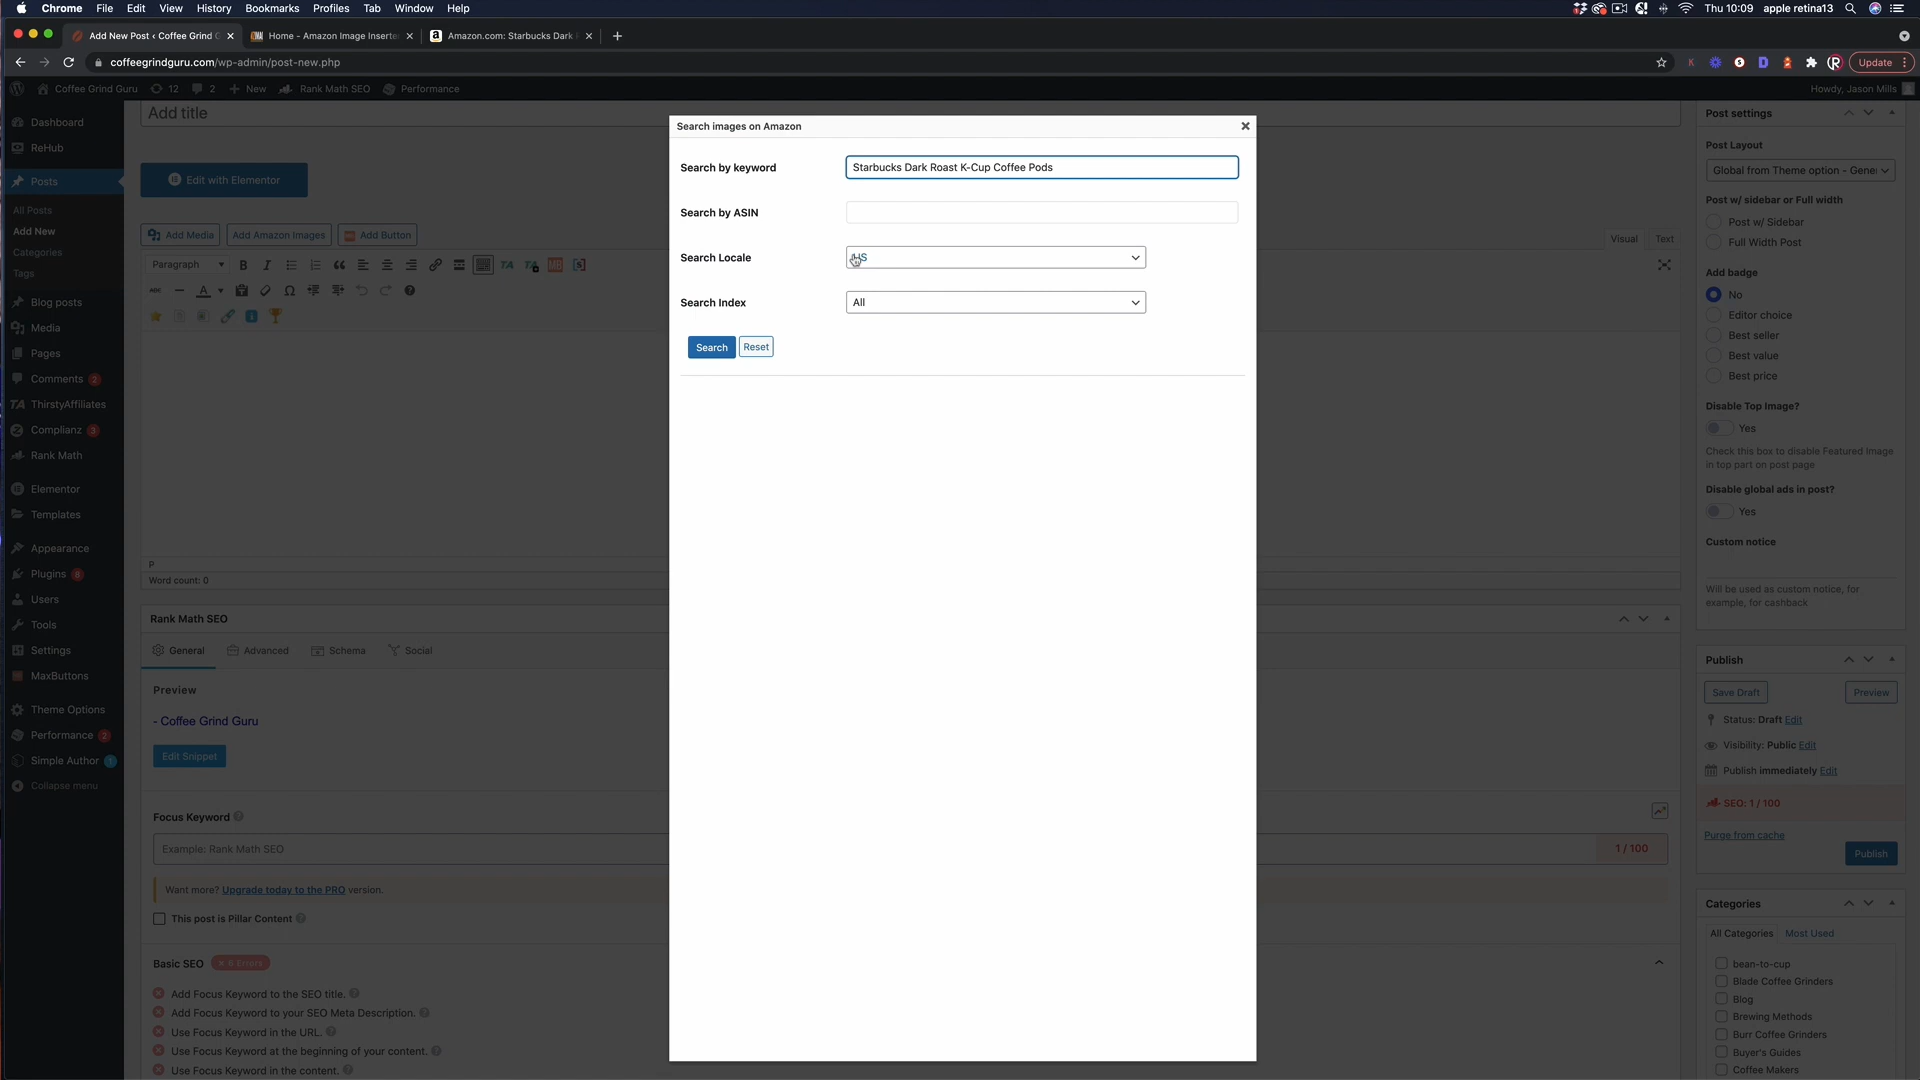 Chrome File Edit View History Bookmarks Profiles Tab Window Help
Thu 10:09 apple retina13
Add New Post ‹ Coffee Grind G
Home - Amazon Image Inserte
Amazon.com: Starbucks Dark
coffeegrindguru.com/wp-admin/post-new.php
Update
Coffee Grind Guru 12 2 New Rank Math SEO Performance
Howdy, Jason Mills
Dashboard
ReHub
Posts
All Posts
Add New
Categories
Tags
Blog posts
Media
Pages
Comments 2
ThirstyAffiliates
Complianz 3
Rank Math
Elementor
Templates
Appearance
Plugins 8
Users
Tools
Settings
MaxButtons
Theme Options
Performance 2
Simple Author 1
Collapse menu
Add title
Edit with Elementor
Add Media Add Amazon Images Add Button
Visual Text
Paragraph
P
Word count: 0
Rank Math SEO
General Advanced Schema Social
Preview
- Coffee Grind Guru
Edit Snippet
Focus Keyword
Example: Rank Math SEO
1 / 100
Want more? Upgrade today to the PRO version.
This post is Pillar Content
Basic SEO × 6 Errors
Add Focus Keyword to the SEO title.
Add Focus Keyword to your SEO Meta Description.
Use Focus Keyword in the URL.
Use Focus Keyword at the beginning of your content.
Use Focus Keyword in the content.
Search images on Amazon
Search by keyword Starbucks Dark Roast K-Cup Coffee Pods
Search by ASIN
Search Locale US
Search Index All
Search Reset
Post settings
Post Layout
Global from Theme option - Gene
Post w/ sidebar or Full width
Post w/ Sidebar
Full Width Post
Add badge
No
Editor choice
Best seller
Best value
Best price
Disable Top Image?
Yes
Check this box to disable Featured Image
in top part on post page
Disable global ads in post?
Yes
Custom notice
Will be used as custom notice, for
example, for cashback
Publish
Save Draft Preview
Status: Draft Edit
Visibility: Public Edit
Publish immediately Edit
SEO: 1 / 100
Purge from cache
Publish
Categories
All Categories Most Used
bean-to-cup
Blade Coffee Grinders
Blog
Brewing Methods
Burr Coffee Grinders
Buyer's Guides
Coffee Makers